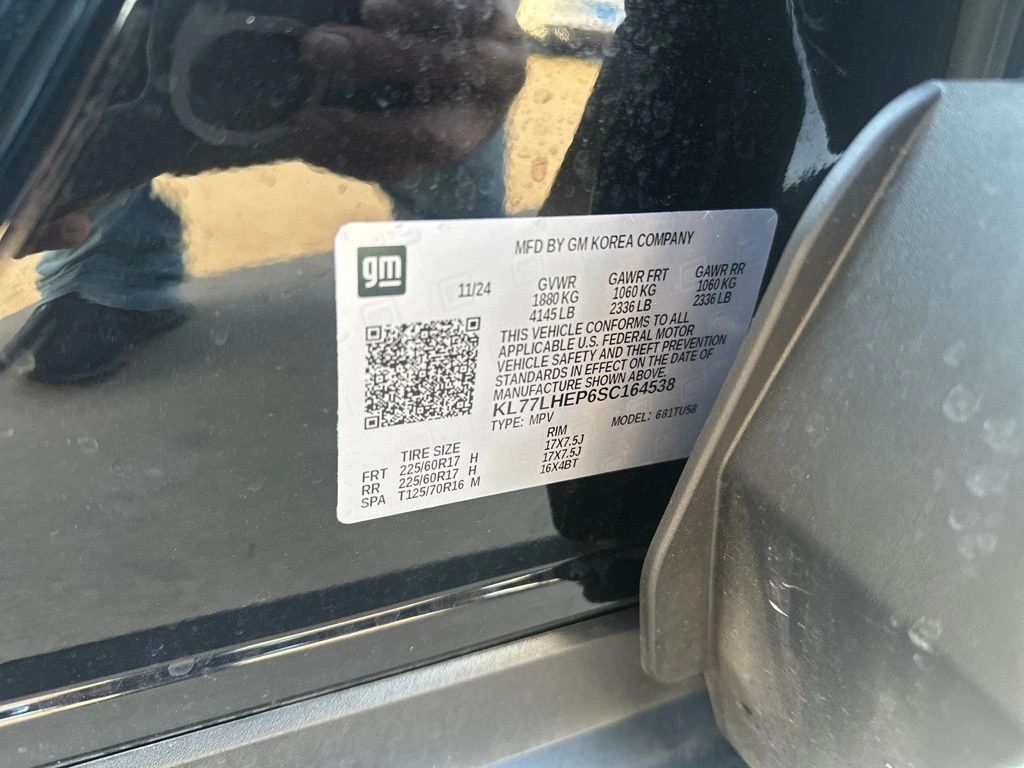 gm
MFD BY GM KOREA COMPANY
11/24
GVWR GAWR FRT GAWR RR
1880 KG 1060 KG 1060 KG
4145 LB 2336 LB 2336 LB
THIS VEHICLE CONFORMS TO ALL
APPLICABLE U.S. FEDERAL MOTOR
VEHICLE SAFETY AND THEFT PREVENTION
STANDARDS IN EFFECT ON THE DATE OF
MANUFACTURE SHOWN ABOVE.
KL77LHEP6SC164538
TYPE: MPV MODEL: 681TU58
TIRE SIZE RIM
FRT 225/60R17 H 17X7.5J
RR 225/60R17 H 17X7.5J
SPA T125/70R16 M 16X4BT